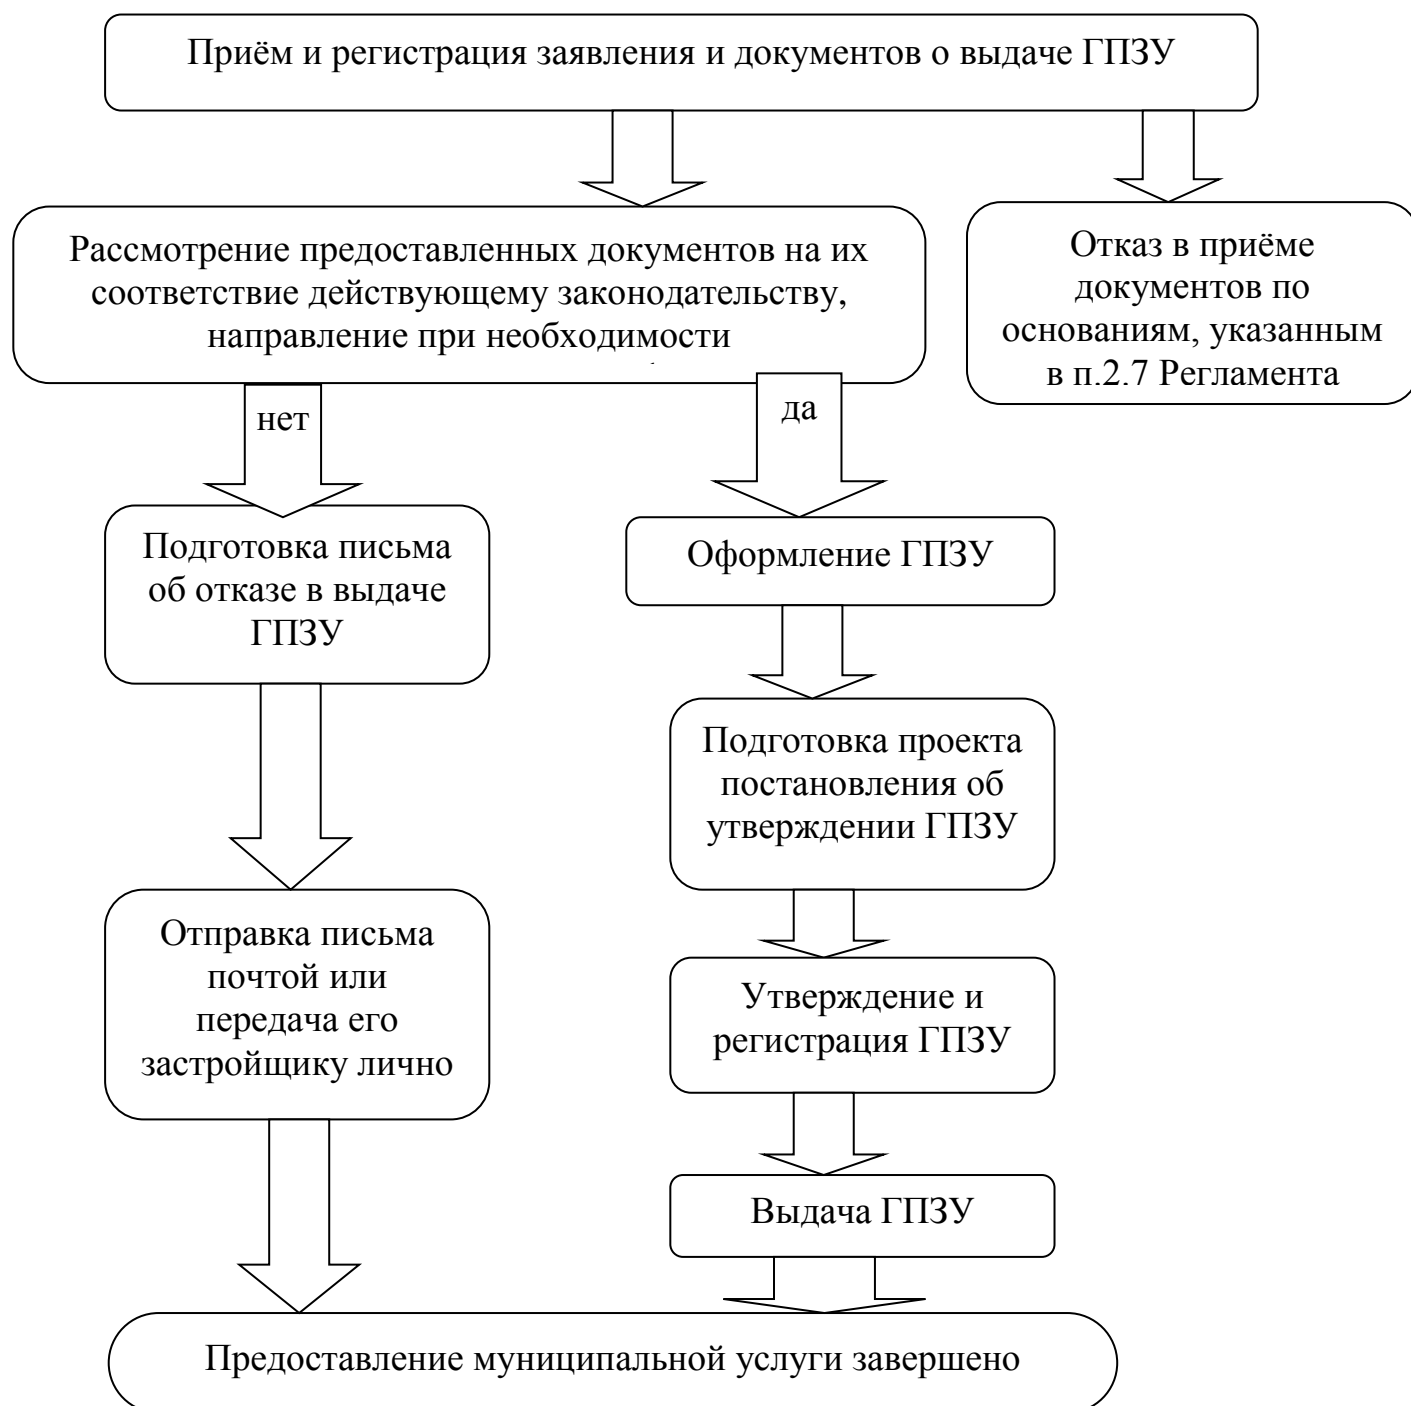 Приём и регистрация заявления и документов о выдаче ГПЗУ
Рассмотрение предоставленных документов на их
соответствие действующему законодательству,
направление при необходимости
Отказ в приёме
документов по
основаниям, указанным
в п.2.7 Регламента
нет
да
Подготовка письма
об отказе в выдаче
ГПЗУ
Оформление ГПЗУ
Подготовка проекта
постановления об
утверждении ГПЗУ
Отправка письма
почтой или
передача его
застройщику лично
Утверждение и
регистрация ГПЗУ
Выдача ГПЗУ
Предоставление муниципальной услуги завершено